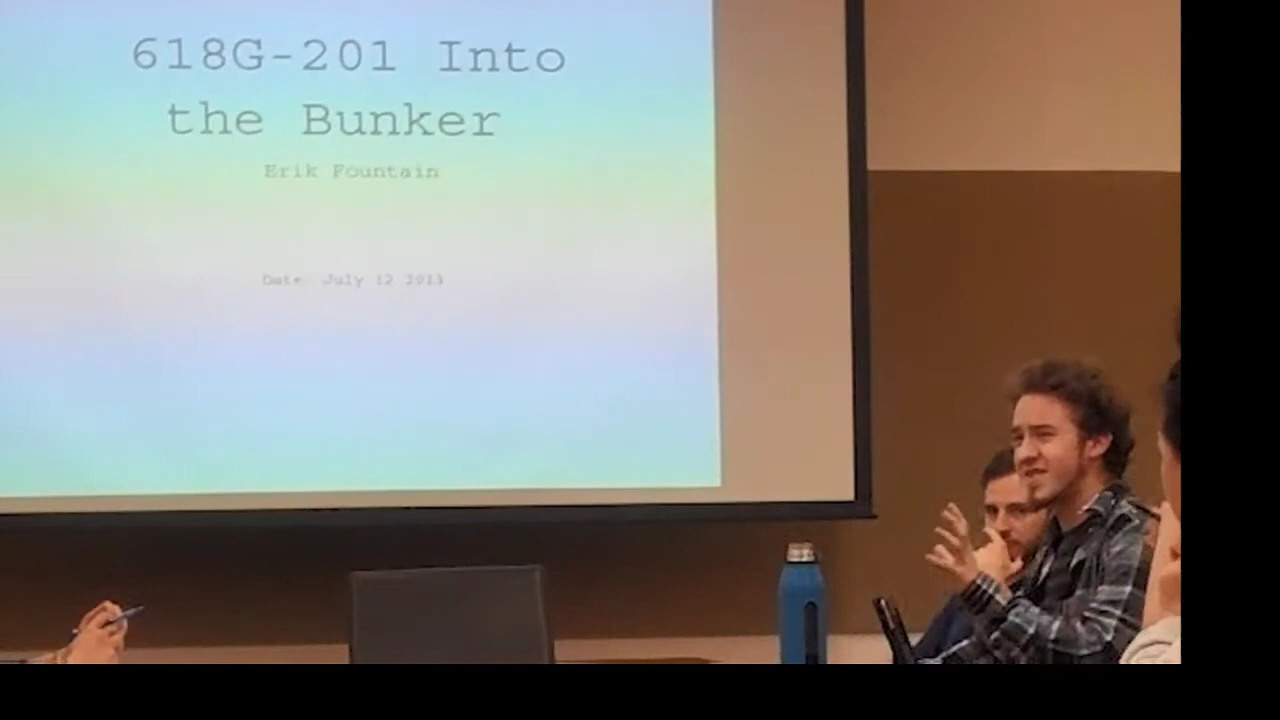 618G-201 Into
the Bunker
Erik Fountain
Date: July 12 2013